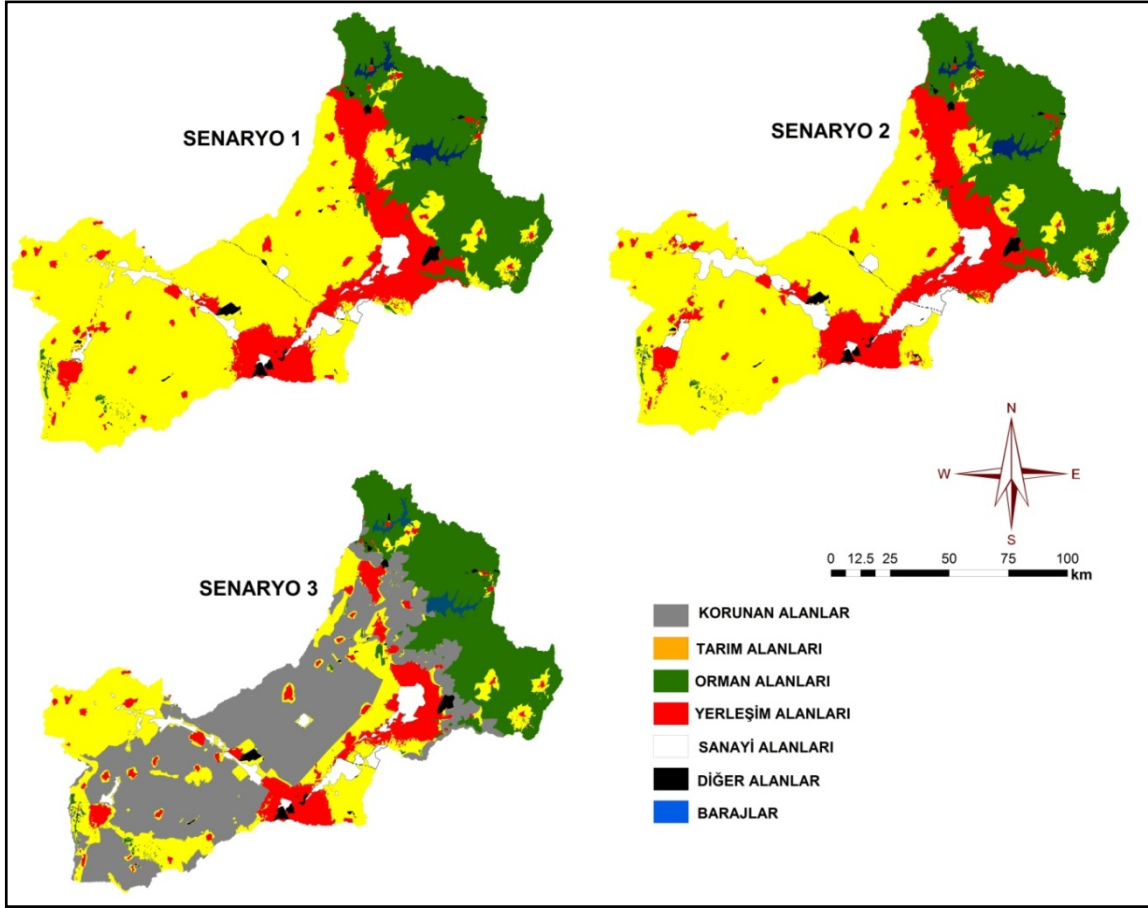 SENARYO 1
SENARYO 2
SENARYO 3
N
W E
S
0 12.5 25 50 75 100
km
KORUNAN ALANLAR
TARIM ALANLARI
ORMAN ALANLARI
YERLEŞİM ALANLARI
SANAYİ ALANLARI
DİĞER ALANLAR
BARAJLAR